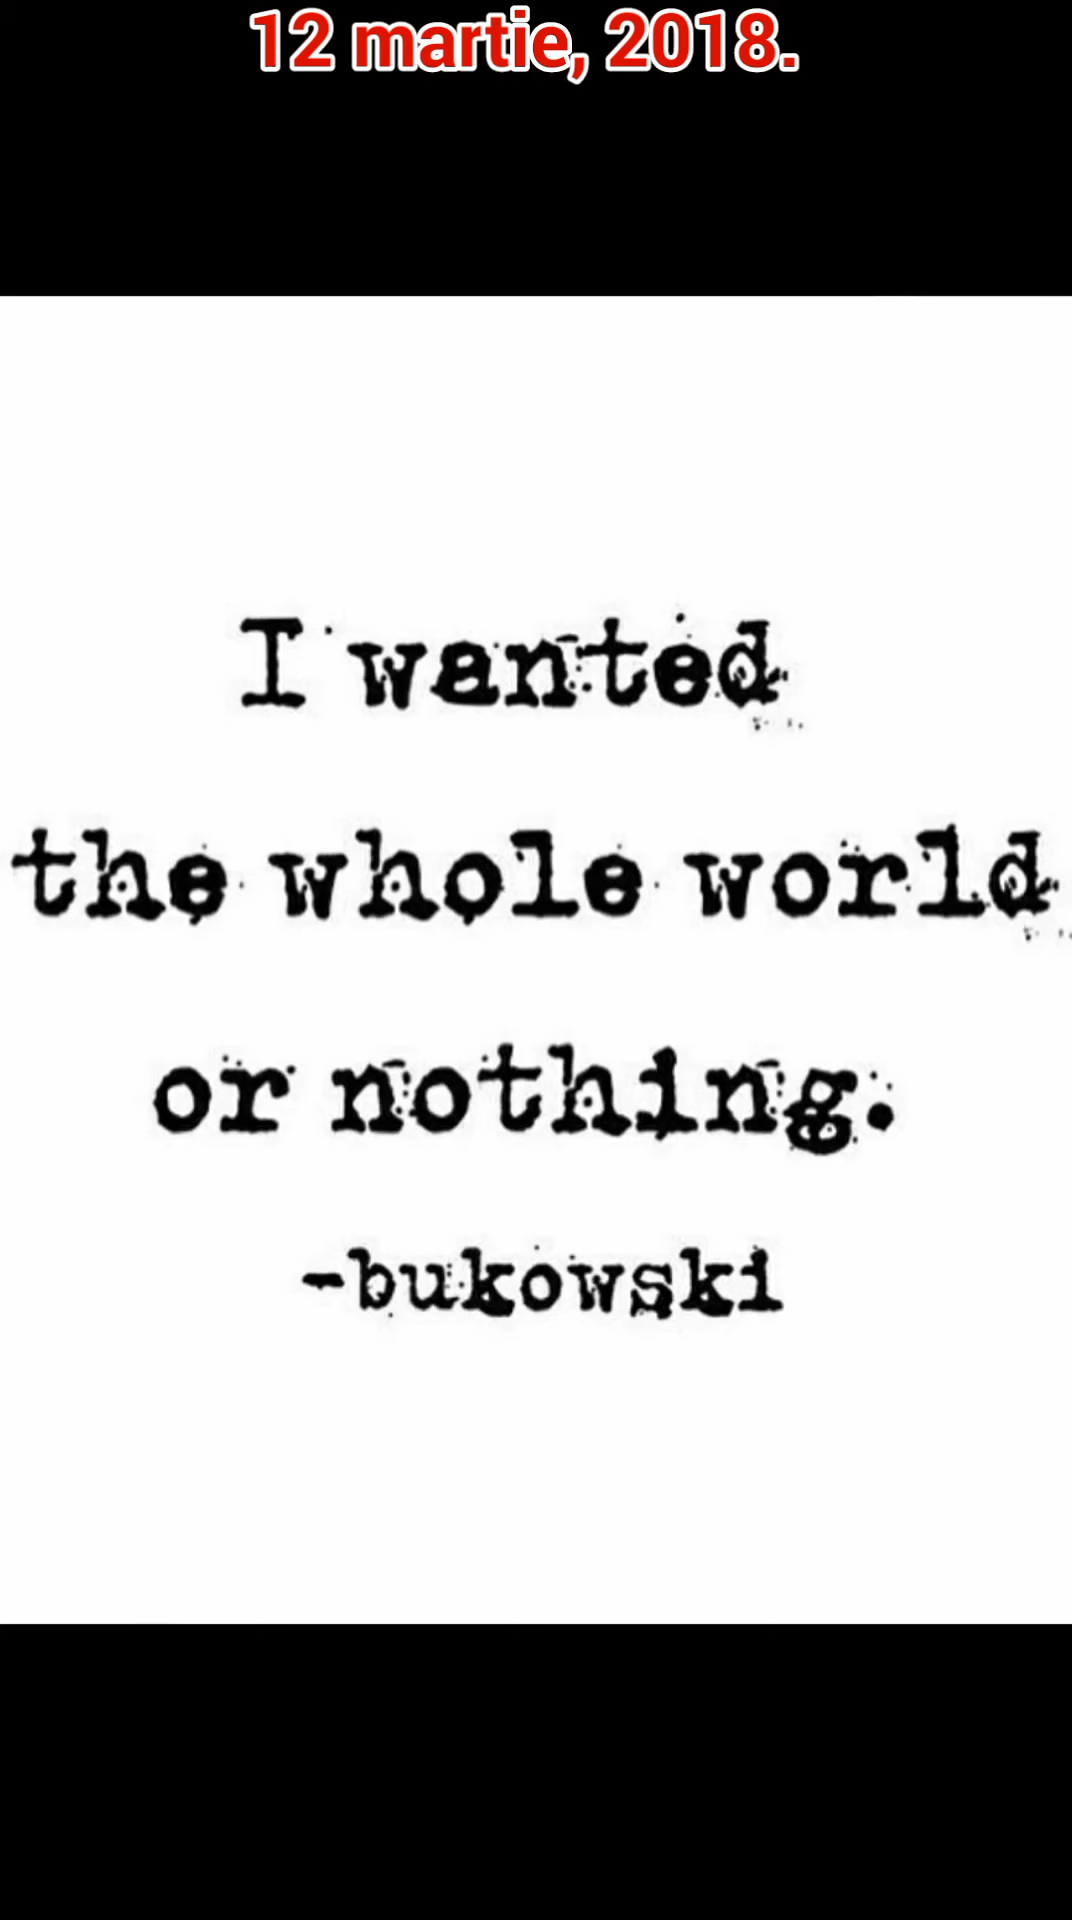 12 martie, 2018.
I wanted
the whole world
or nothing.
-bukowski